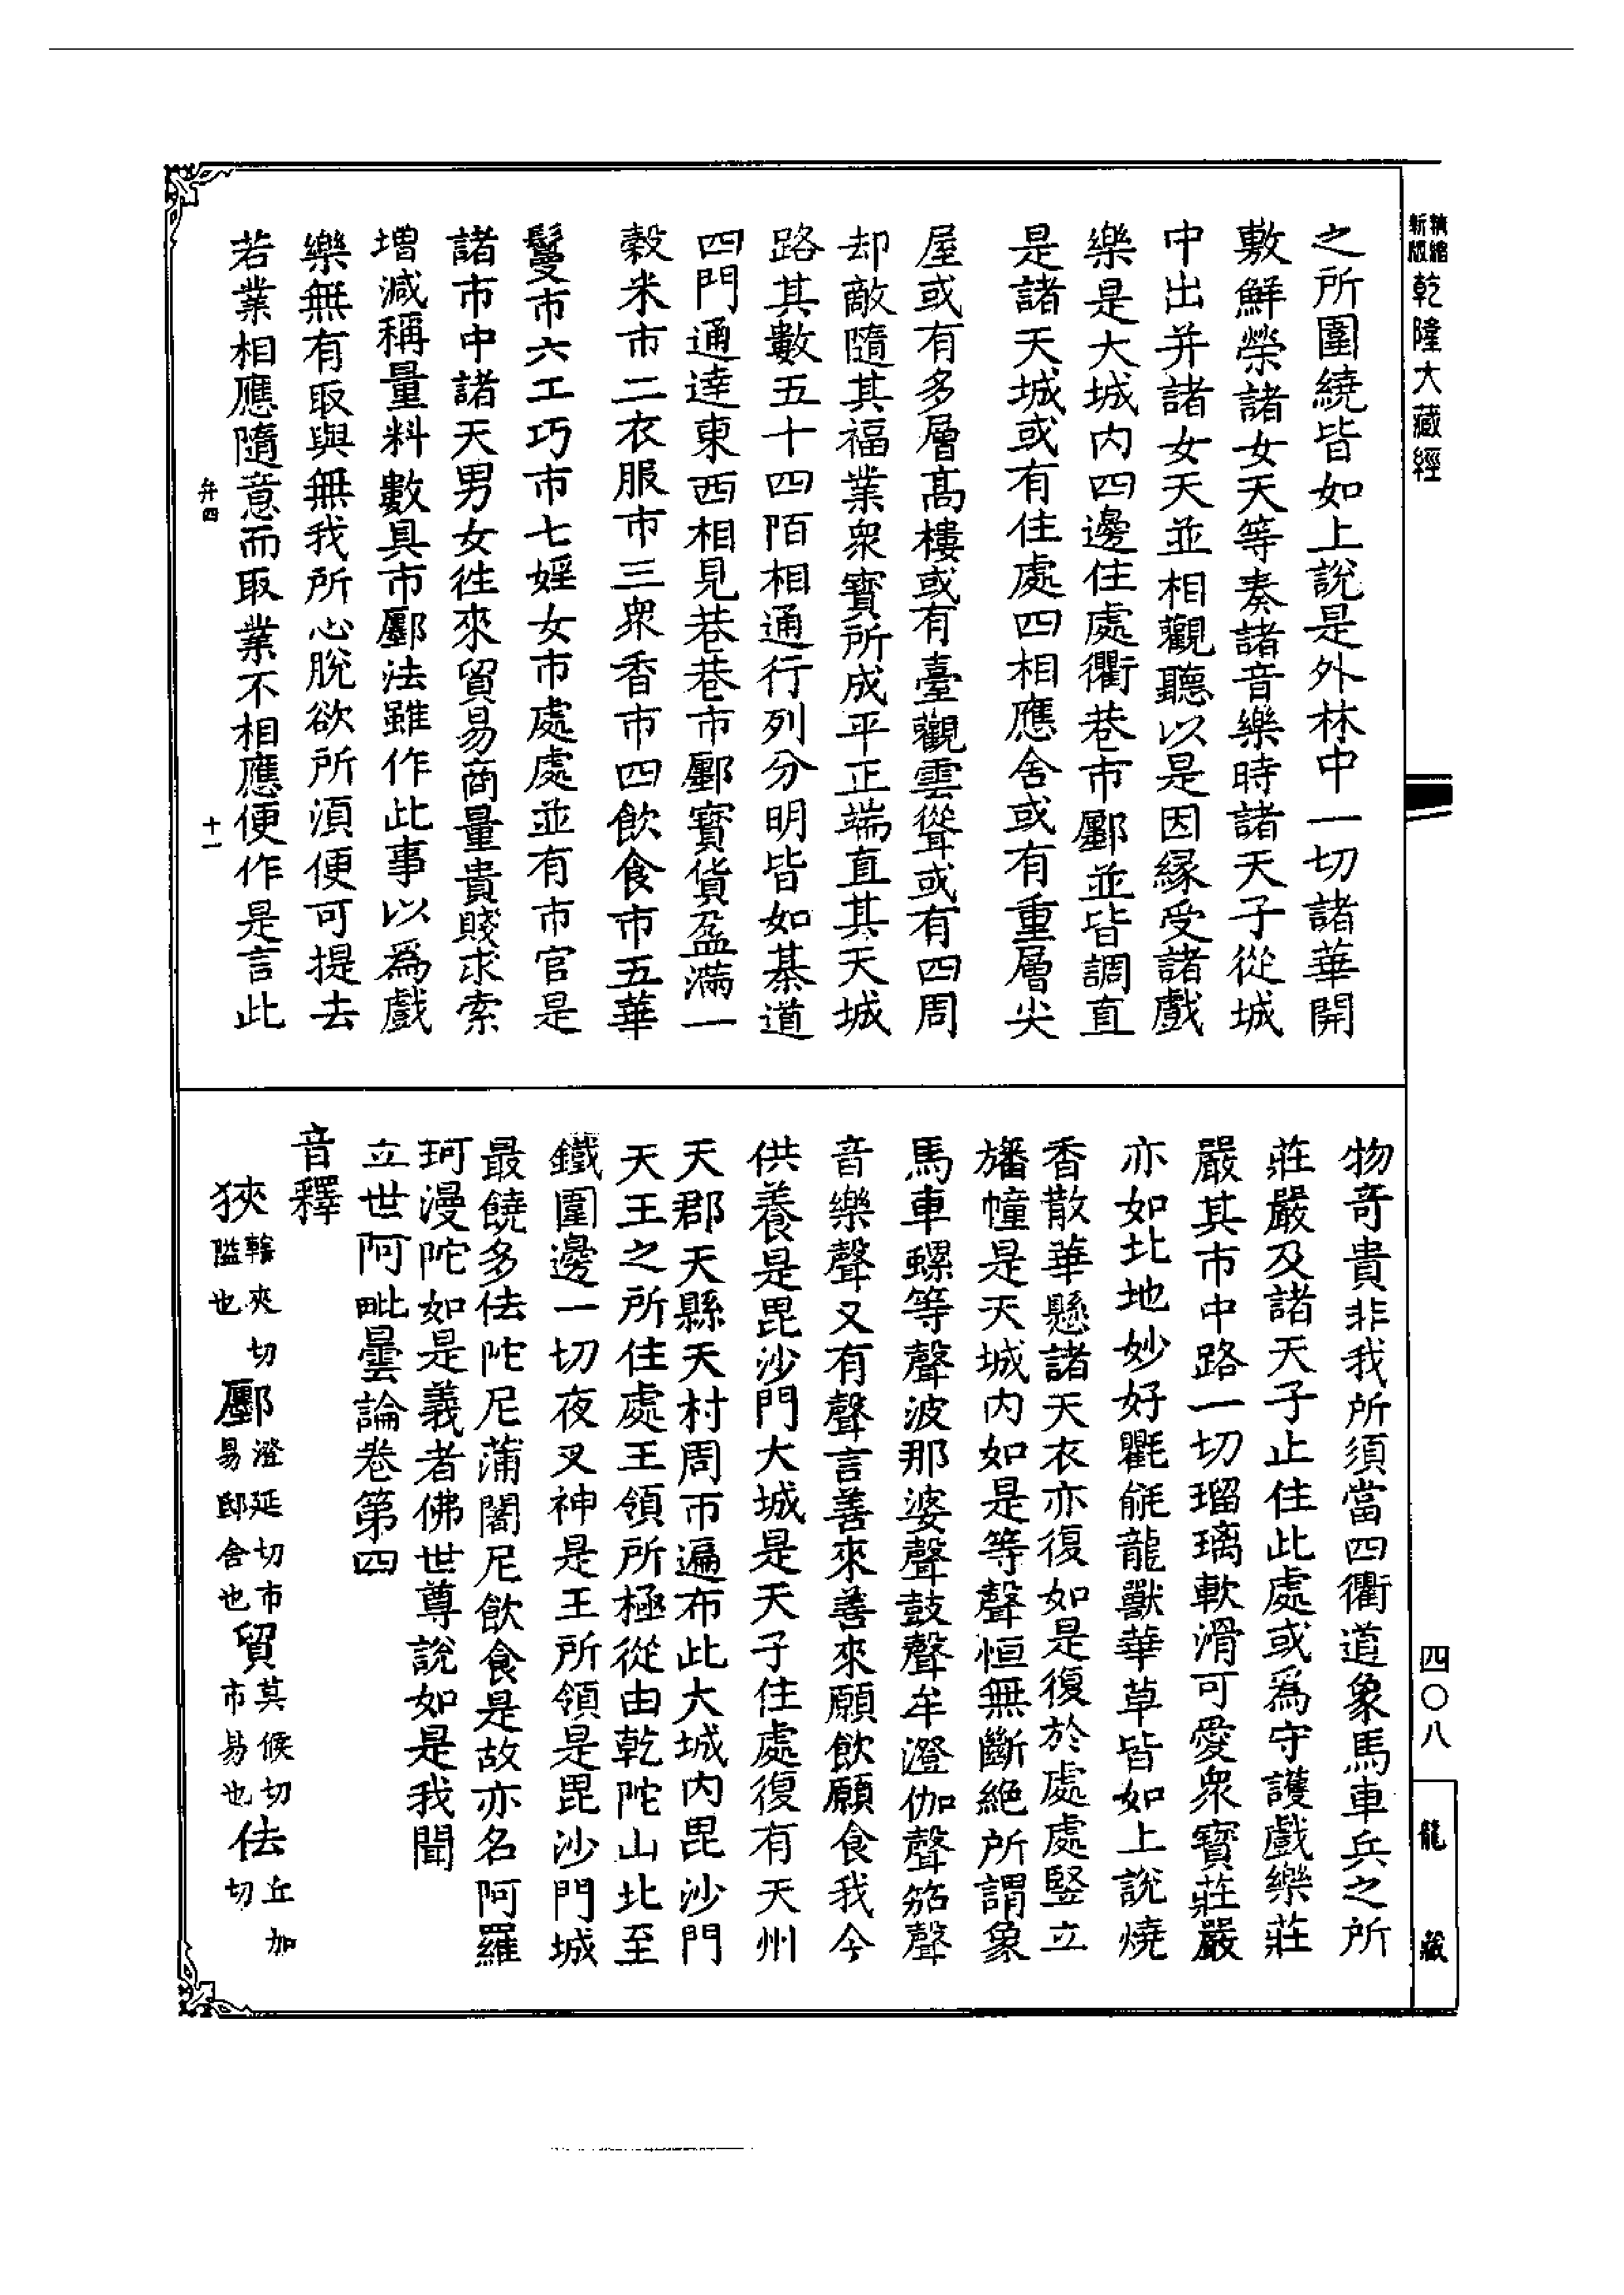 新版精縮
乾隆大藏經
之所圍繞皆如上說是外林中一切諸華開
敷鮮榮諸女天等奏諸音樂時諸天子從城
中出并諸女天並相觀聽以是因緣受諸戲
樂是大城內四邊住處衢巷市鄽並皆調直
是諸天城或有住處四相應舍或有重層尖
屋或有多層高樓或有臺觀雲聳或有四周
却敵隨其福業衆寶所成平正端直其天城
路其數五十四陌相通行列分明皆如棊道
四門通達東西相見巷巷市鄽寶貨盈滿一
穀米市二衣服市三衆香市四飲食市五華
鬘市六工巧市七婬女市處處並有市官是
諸市中諸天男女徃來貿易商量貴賤求索
增減稱量料數具市鄽法雖作此事以爲戲
樂無有取與無我所心脫欲所須便可提去
若業相應隨意而取業不相應便作是言此
弁四
十一
物奇貴非我所須當四衢道象馬車兵之所
莊嚴及諸天子止住此處或爲守護戲樂莊
嚴其市中路一切瑠璃軟滑可愛衆寶莊嚴
亦如北地妙好氍毹龍獸華草皆如上說燒
香散華懸諸天衣亦復如是復於處處竪立
旛幢是天城內如是等聲恒無斷絕所謂象
馬車螺等聲波那婆聲鼓聲牟澄伽聲笳聲
音樂聲又有聲言善來善來願飲願食我今
供養是毘沙門大城是天子住處復有天州
天郡天縣天村周帀遍布此大城內毘沙門
天王之所住處王領所極從由乾陀山北至
鐵圍邊一切夜叉神是王所領是毘沙門城
最饒多佉陀尼蒲闍尼飲食是故亦名阿羅
珂漫陀如是義者佛世尊說如是我聞
立世阿毗曇論卷第四
音釋
狹轄夾切隘也鄽澄延切市易邸舍也貿莫候切市易也佉丘加切
四〇八
龍藏